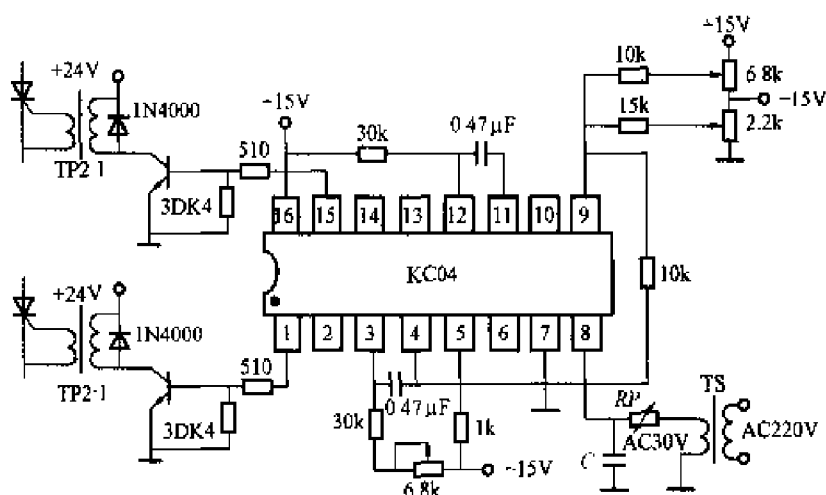 +24V
1N4000
TP2-1
3DK4
510
-15V
30k
0.47μF
10k
+15V
6.8k
-15V
15k
2.2k
16 15 14 13 12 11 10 9
KC04
10k
1 2 3 4 5 6 7 8
+24V
1N4000
TP2-1
3DK4
510
0.47μF
30k
1k
6.8k
-15V
RP
AC30V
C
TS
AC220V